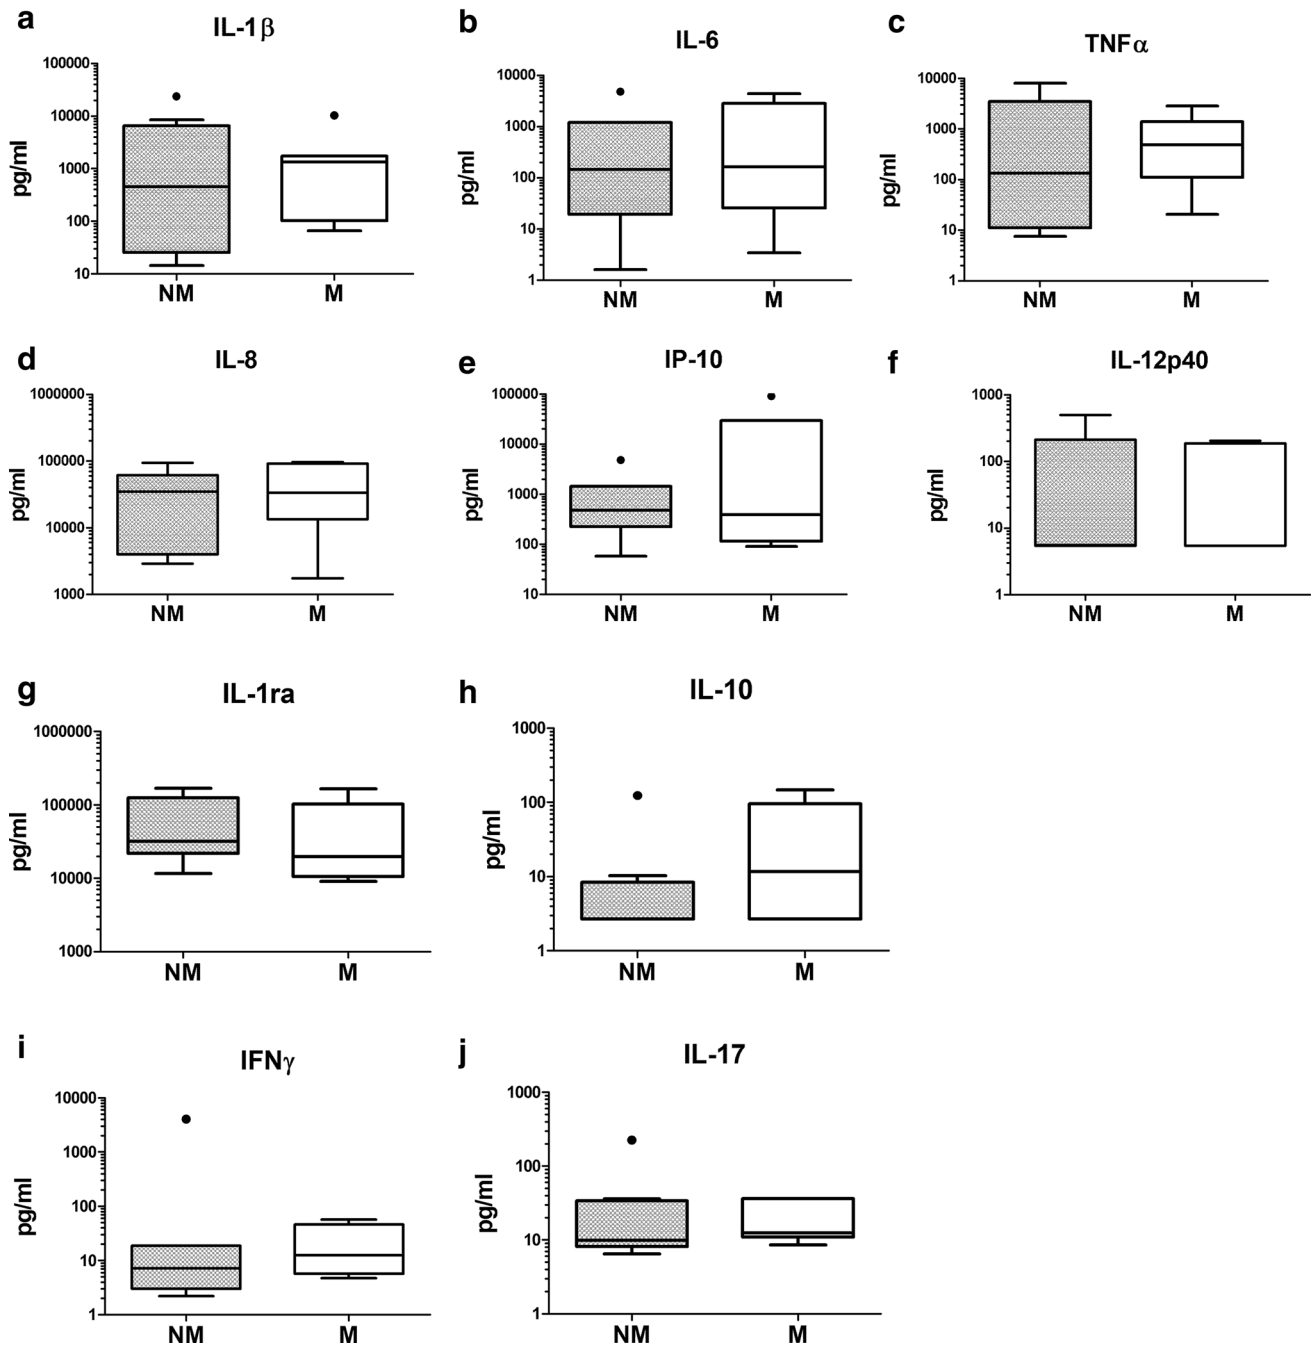 a
IL-1β
100000
10000
1000
100
10
pg/ml
NM
M
b
IL-6
10000
1000
100
10
1
pg/ml
NM
M
c
TNFα
10000
1000
100
10
1
pg/ml
NM
M
d
IL-8
1000000
100000
10000
1000
pg/ml
NM
M
e
IP-10
100000
10000
1000
100
10
pg/ml
NM
M
f
IL-12p40
1000
100
10
1
pg/ml
NM
M
g
IL-1ra
1000000
100000
10000
1000
pg/ml
NM
M
h
IL-10
1000
100
10
1
pg/ml
NM
M
i
IFNγ
10000
1000
100
10
1
pg/ml
NM
M
j
IL-17
1000
100
10
1
pg/ml
NM
M